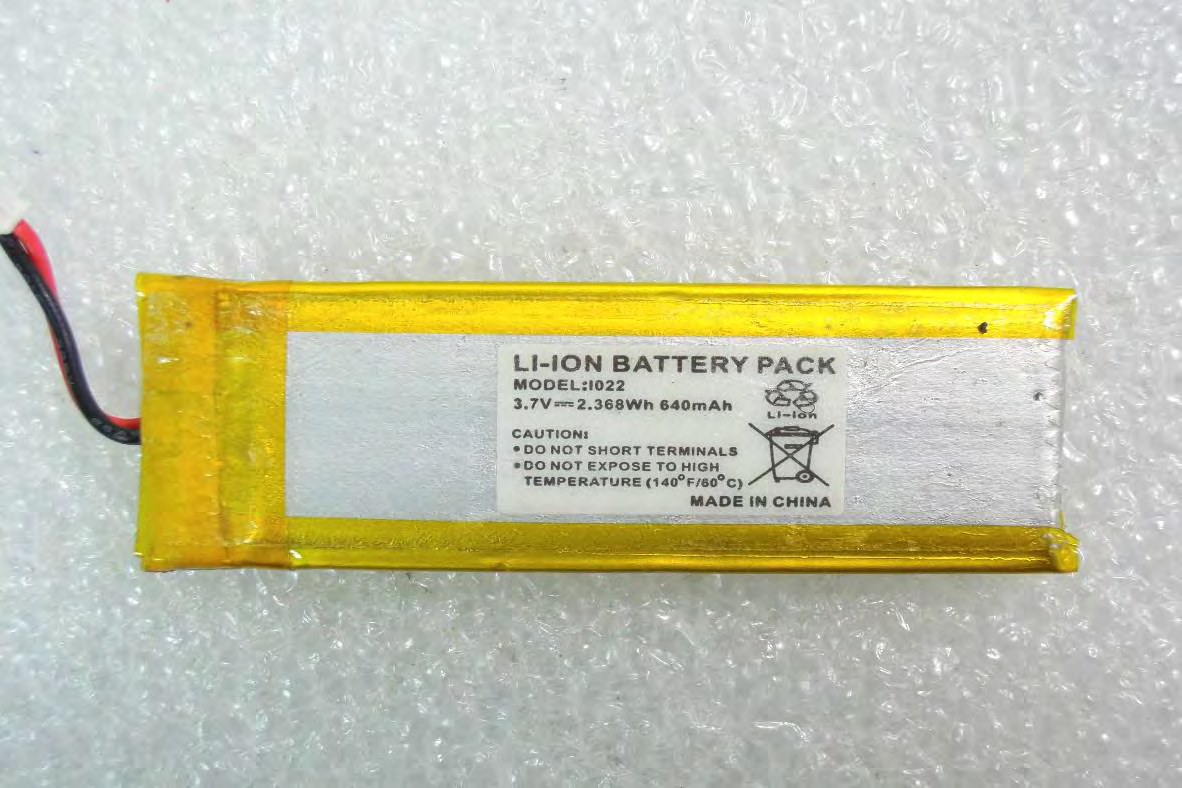 LI-ION BATTERY PACK
MODEL:I022
3.7V⎓2.368Wh 640mAh
Li-ion
CAUTION:
•DO NOT SHORT TERMINALS
•DO NOT EXPOSE TO HIGH
TEMPERATURE (140°F/60°C)
MADE IN CHINA